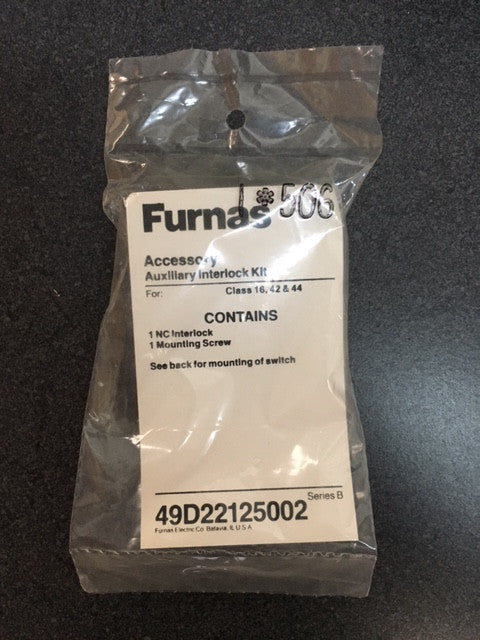 1*506
Furnas
Accessory
Auxiliary Interlock Kit
For: Class 16, 42 & 44
CONTAINS
1 NC Interlock
1 Mounting Screw
See back for mounting of switch
Series B
49D22125002
Furnas Electric Co. Batavia, IL U S A